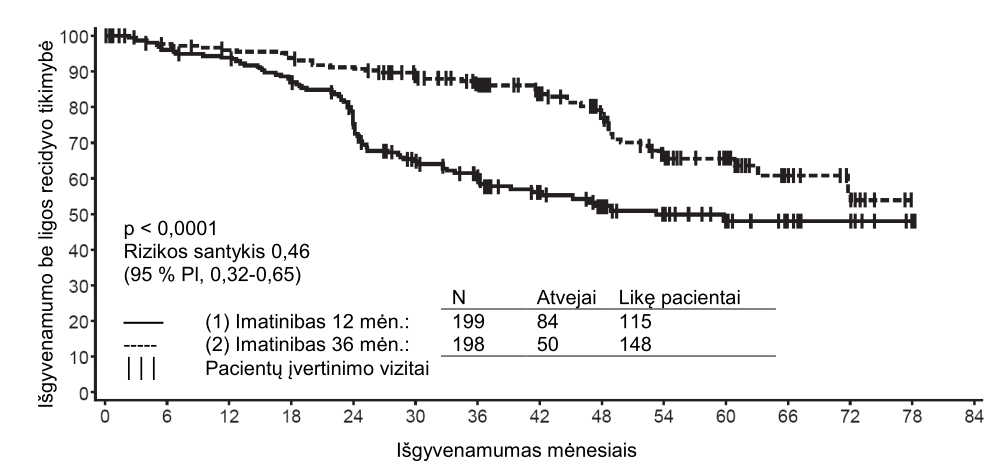 Išgyvenamumo be ligos recidyvo tikimybė
100
90
80
70
60
50
40
30
20
10
0
p < 0,0001
Rizikos santykis 0,46
(95 % PI, 0,32-0,65)
N Atvejai Likę pacientai
(1) Imatinibas 12 mėn.: 199 84 115
(2) Imatinibas 36 mėn.: 198 50 148
Pacientų įvertinimo vizitai
0 6 12 18 24 30 36 42 48 54 60 66 72 78 84
Išgyvenamumas mėnesiais